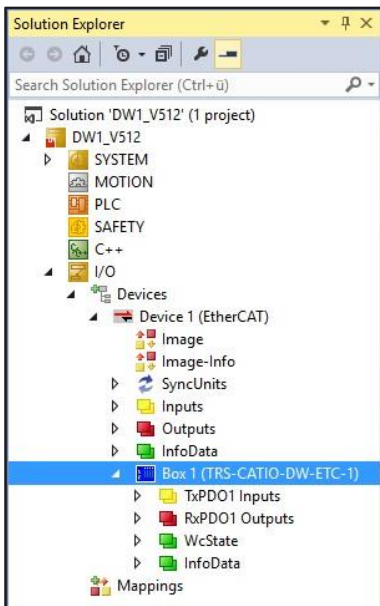 Solution Explorer
Search Solution Explorer (Ctrl+ü)
Solution 'DW1_V512' (1 project)
DW1_V512
SYSTEM
MOTION
PLC
SAFETY
C++
I/O
Devices
Device 1 (EtherCAT)
Image
Image-Info
SyncUnits
Inputs
Outputs
InfoData
Box 1 (TRS-CATIO-DW-ETC-1)
TxPDO1 Inputs
RxPDO1 Outputs
WcState
InfoData
Mappings